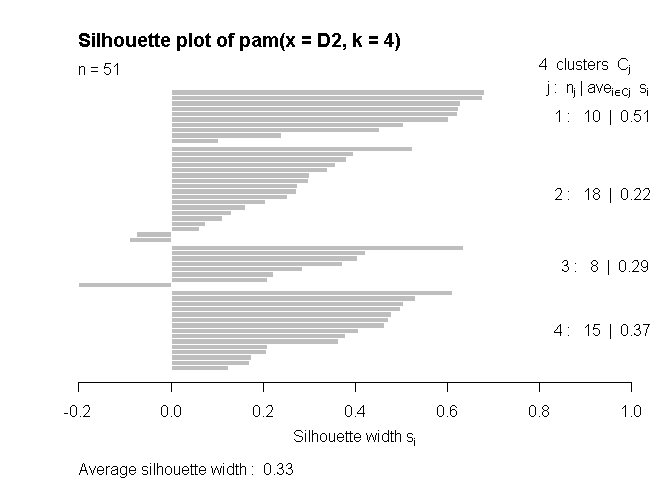 Silhouette plot of pam(x = D2, k = 4)
n = 51
4 clusters Cj
j : nj | avei∈Cj si
1 : 10 | 0.51
2 : 18 | 0.22
3 : 8 | 0.29
4 : 15 | 0.37
-0.2 0.0 0.2 0.4 0.6 0.8 1.0
Silhouette width si
Average silhouette width : 0.33